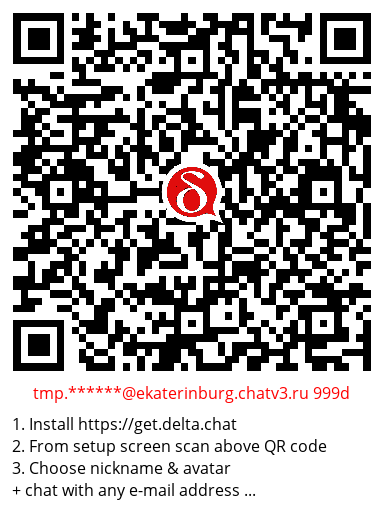 δ
tmp.******@ekaterinburg.chatv3.ru 999d
1. Install https://get.delta.chat
2. From setup screen scan above QR code
3. Choose nickname & avatar
+ chat with any e-mail address ...